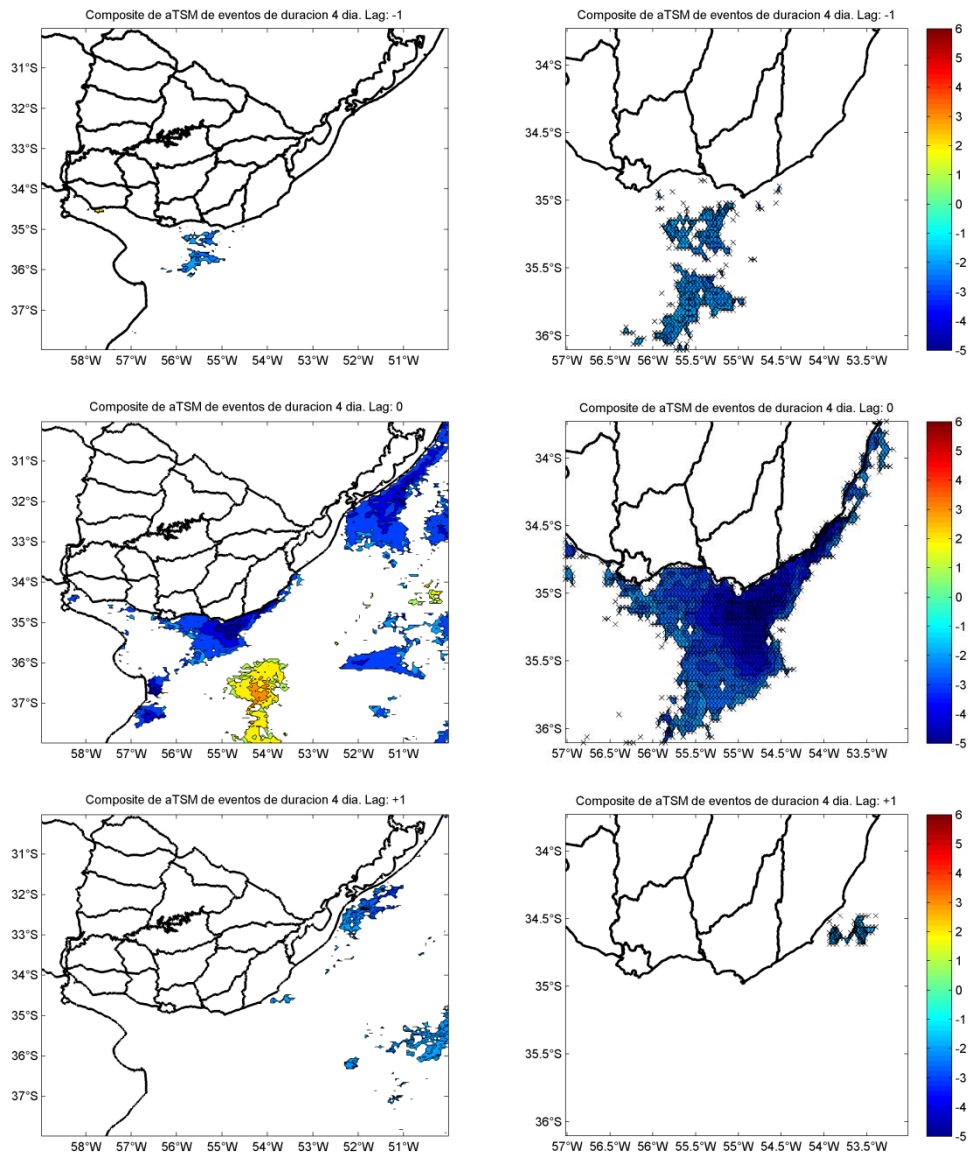 Composite de aTSM de eventos de duracion 4 dia. Lag: -1
31°S
32°S
33°S
34°S
35°S
36°S
37°S
58°W 57°W 56°W 55°W 54°W 53°W 52°W 51°W
Composite de aTSM de eventos de duracion 4 dia. Lag: -1
34°S
34.5°S
35°S
35.5°S
36°S
57°W 56.5°W 56°W 55.5°W 55°W 54.5°W 54°W 53.5°W
6
5
4
3
2
1
0
-1
-2
-3
-4
-5
Composite de aTSM de eventos de duracion 4 dia. Lag: 0
31°S
32°S
33°S
34°S
35°S
36°S
37°S
58°W 57°W 56°W 55°W 54°W 53°W 52°W 51°W
Composite de aTSM de eventos de duracion 4 dia. Lag: 0
34°S
34.5°S
35°S
35.5°S
36°S
57°W 56.5°W 56°W 55.5°W 55°W 54.5°W 54°W 53.5°W
6
5
4
3
2
1
0
-1
-2
-3
-4
-5
Composite de aTSM de eventos de duracion 4 dia. Lag: +1
31°S
32°S
33°S
34°S
35°S
36°S
37°S
58°W 57°W 56°W 55°W 54°W 53°W 52°W 51°W
Composite de aTSM de eventos de duracion 4 dia. Lag: +1
34°S
34.5°S
35°S
35.5°S
36°S
57°W 56.5°W 56°W 55.5°W 55°W 54.5°W 54°W 53.5°W
6
5
4
3
2
1
0
-1
-2
-3
-4
-5